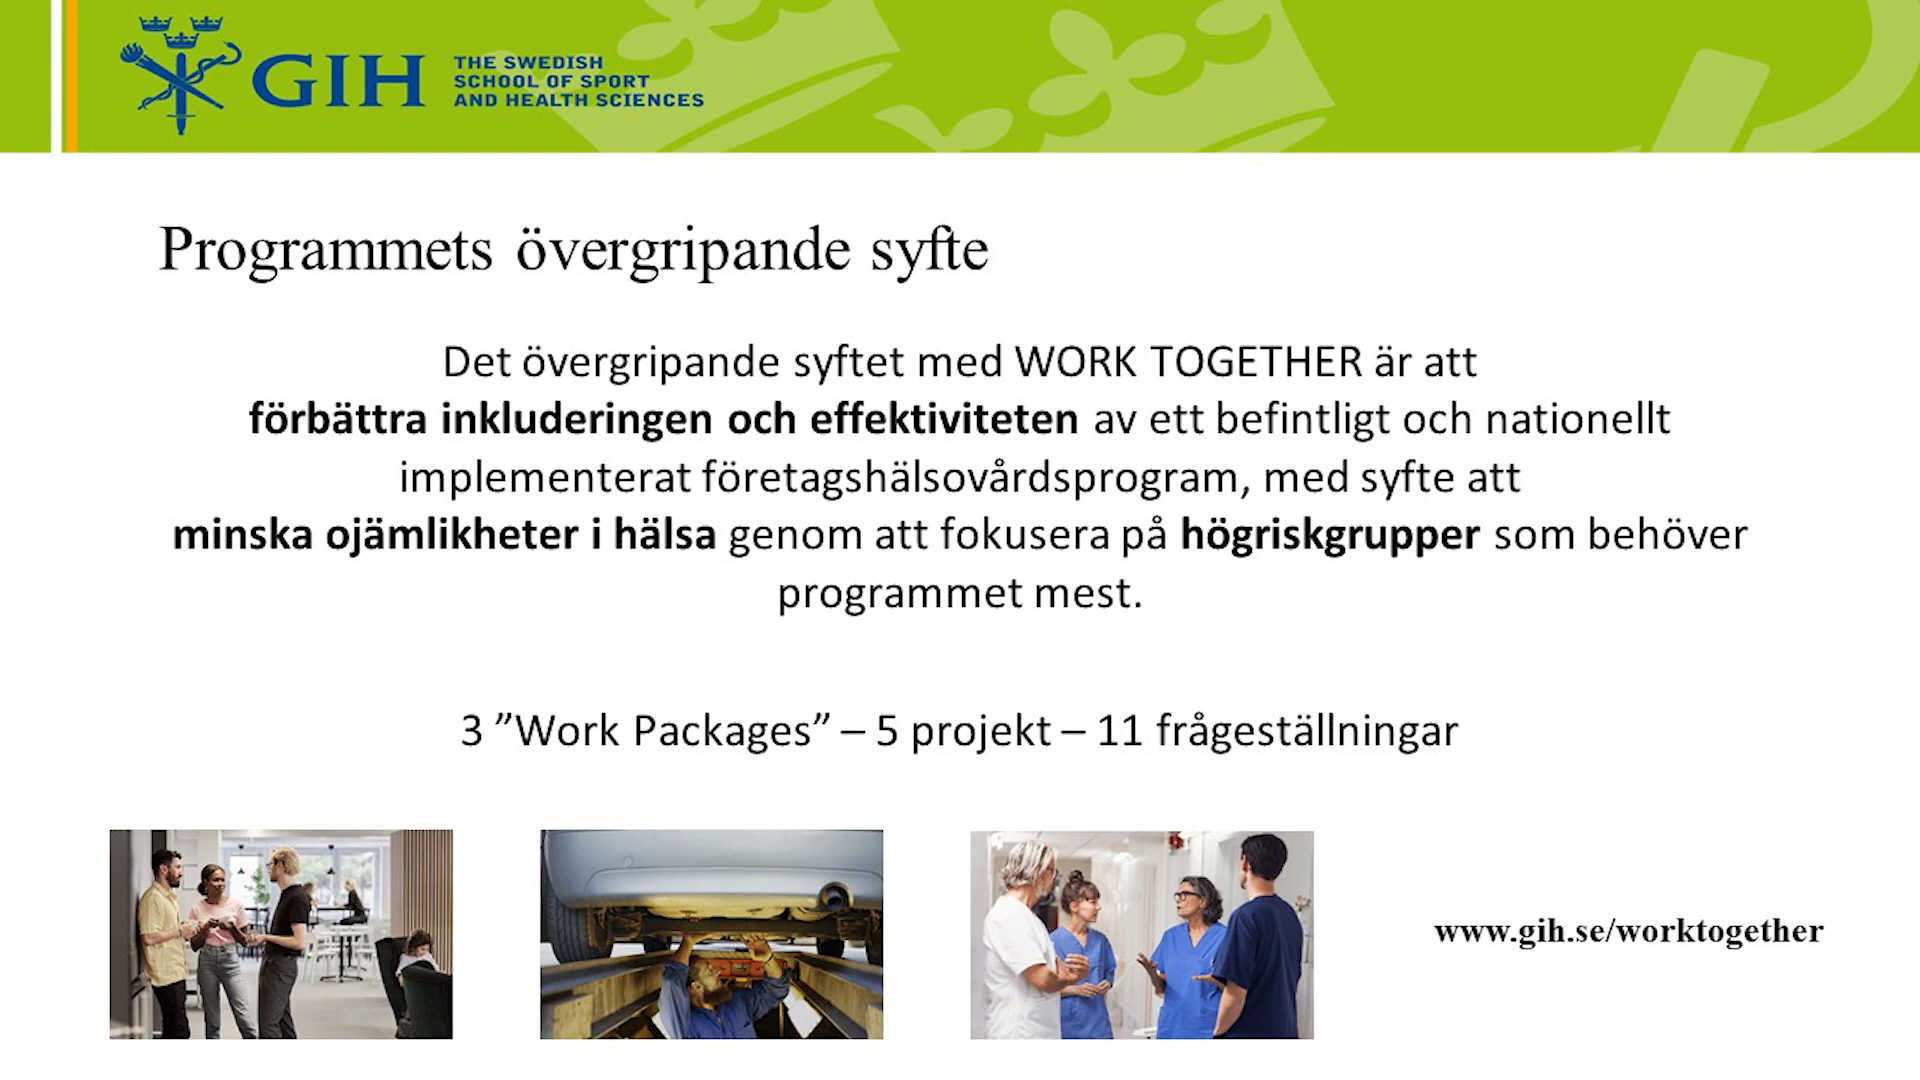 GIH
THE SWEDISH
SCHOOL OF SPORT
AND HEALTH SCIENCES
Programmets övergripande syfte
Det övergripande syftet med WORK TOGETHER är att
förbättra inkluderingen och effektiviteten av ett befintligt och nationellt
implementerat företagshälsovårdsprogram, med syfte att
minska ojämlikheter i hälsa genom att fokusera på högriskgrupper som behöver
programmet mest.
3 ”Work Packages” – 5 projekt – 11 frågeställningar
www.gih.se/worktogether